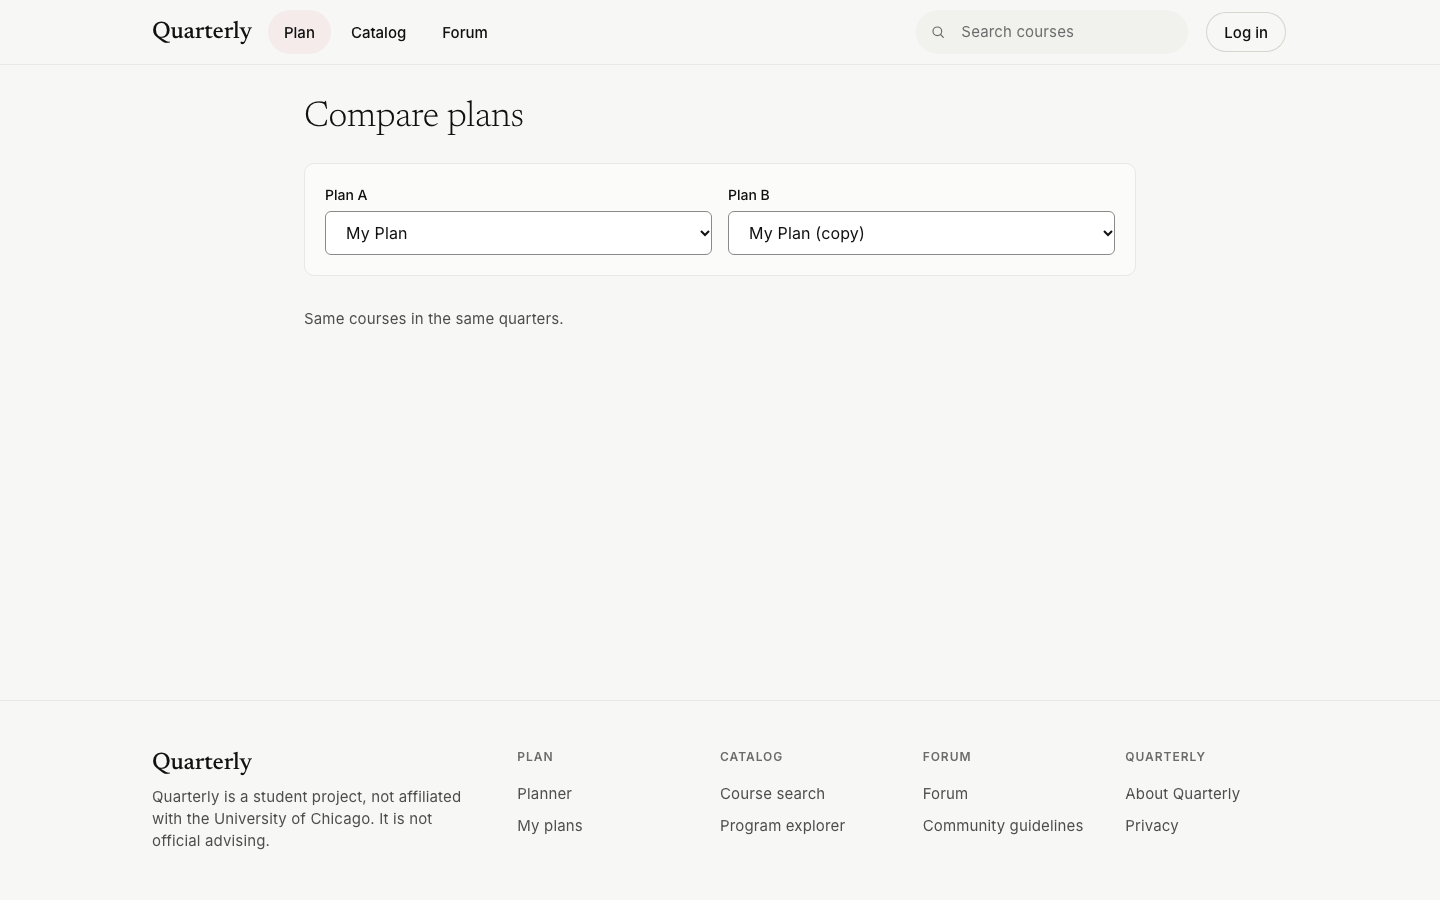 Quarterly
Plan
Catalog
Forum
Search courses
Log in
Compare plans
Plan A
Plan B
My Plan
My Plan (copy)
Same courses in the same quarters.
Quarterly
Quarterly is a student project, not affiliated
with the University of Chicago. It is not
official advising.
PLAN
Planner
My plans
CATALOG
Course search
Program explorer
FORUM
Forum
Community guidelines
QUARTERLY
About Quarterly
Privacy